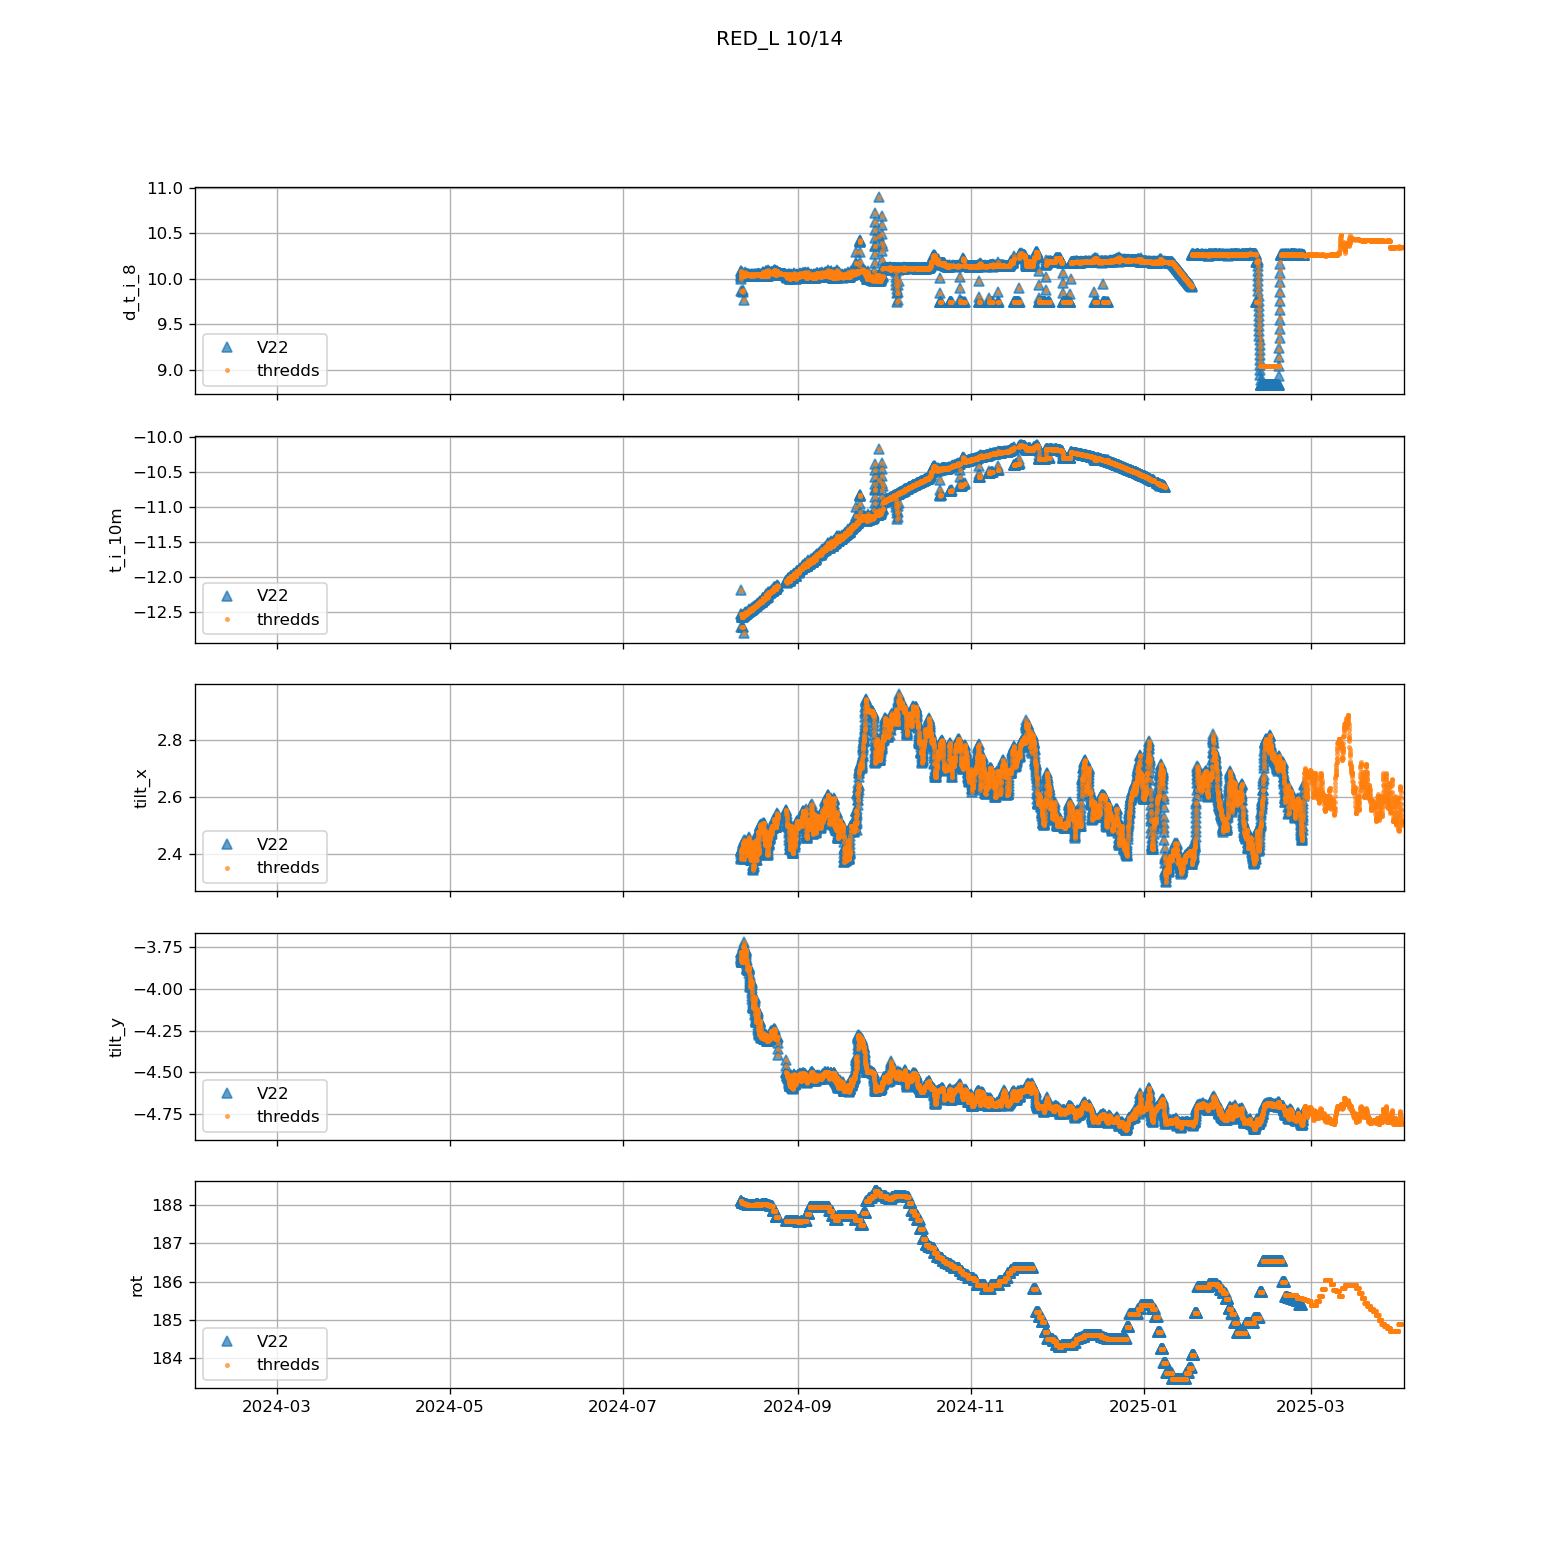 RED_L 10/14
d_t_i_8
11.0
10.5
10.0
9.5
9.0
V22
thredds
t_i_10m
−10.0
−10.5
−11.0
−11.5
−12.0
−12.5
V22
thredds
tilt_x
2.8
2.6
2.4
V22
thredds
tilt_y
−3.75
−4.00
−4.25
−4.50
−4.75
V22
thredds
rot
188
187
186
185
184
V22
thredds
2024-03 2024-05 2024-07 2024-09 2024-11 2025-01 2025-03